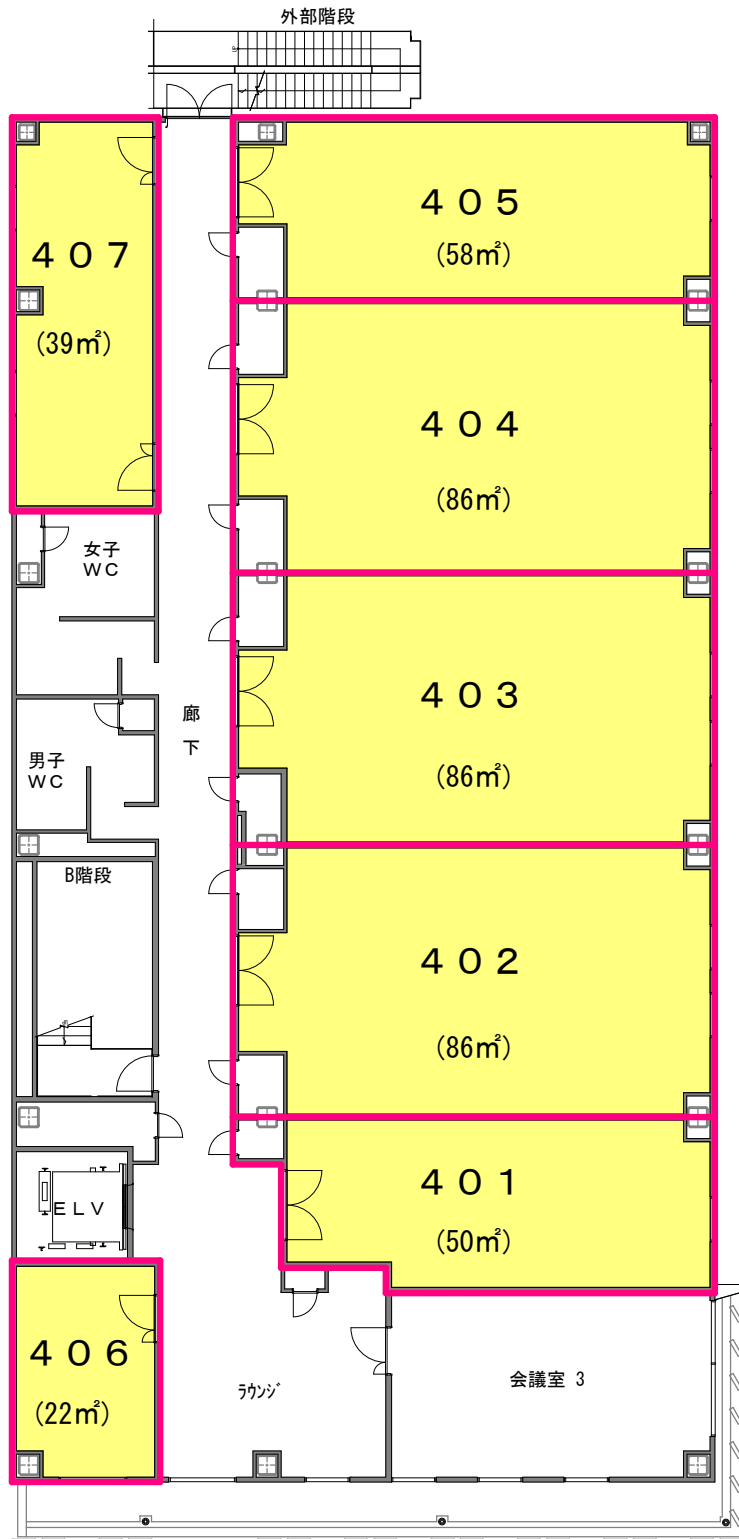 外部階段
４０５
(58㎡)
４０７
(39㎡)
４０４
(86㎡)
女子
ＷＣ
４０３
(86㎡)
廊
下
男子
ＷＣ
B階段
４０２
(86㎡)
４０１
(50㎡)
ＥＬＶ
４０６
(22㎡)
ﾗｳﾝｼﾞ
会議室 3